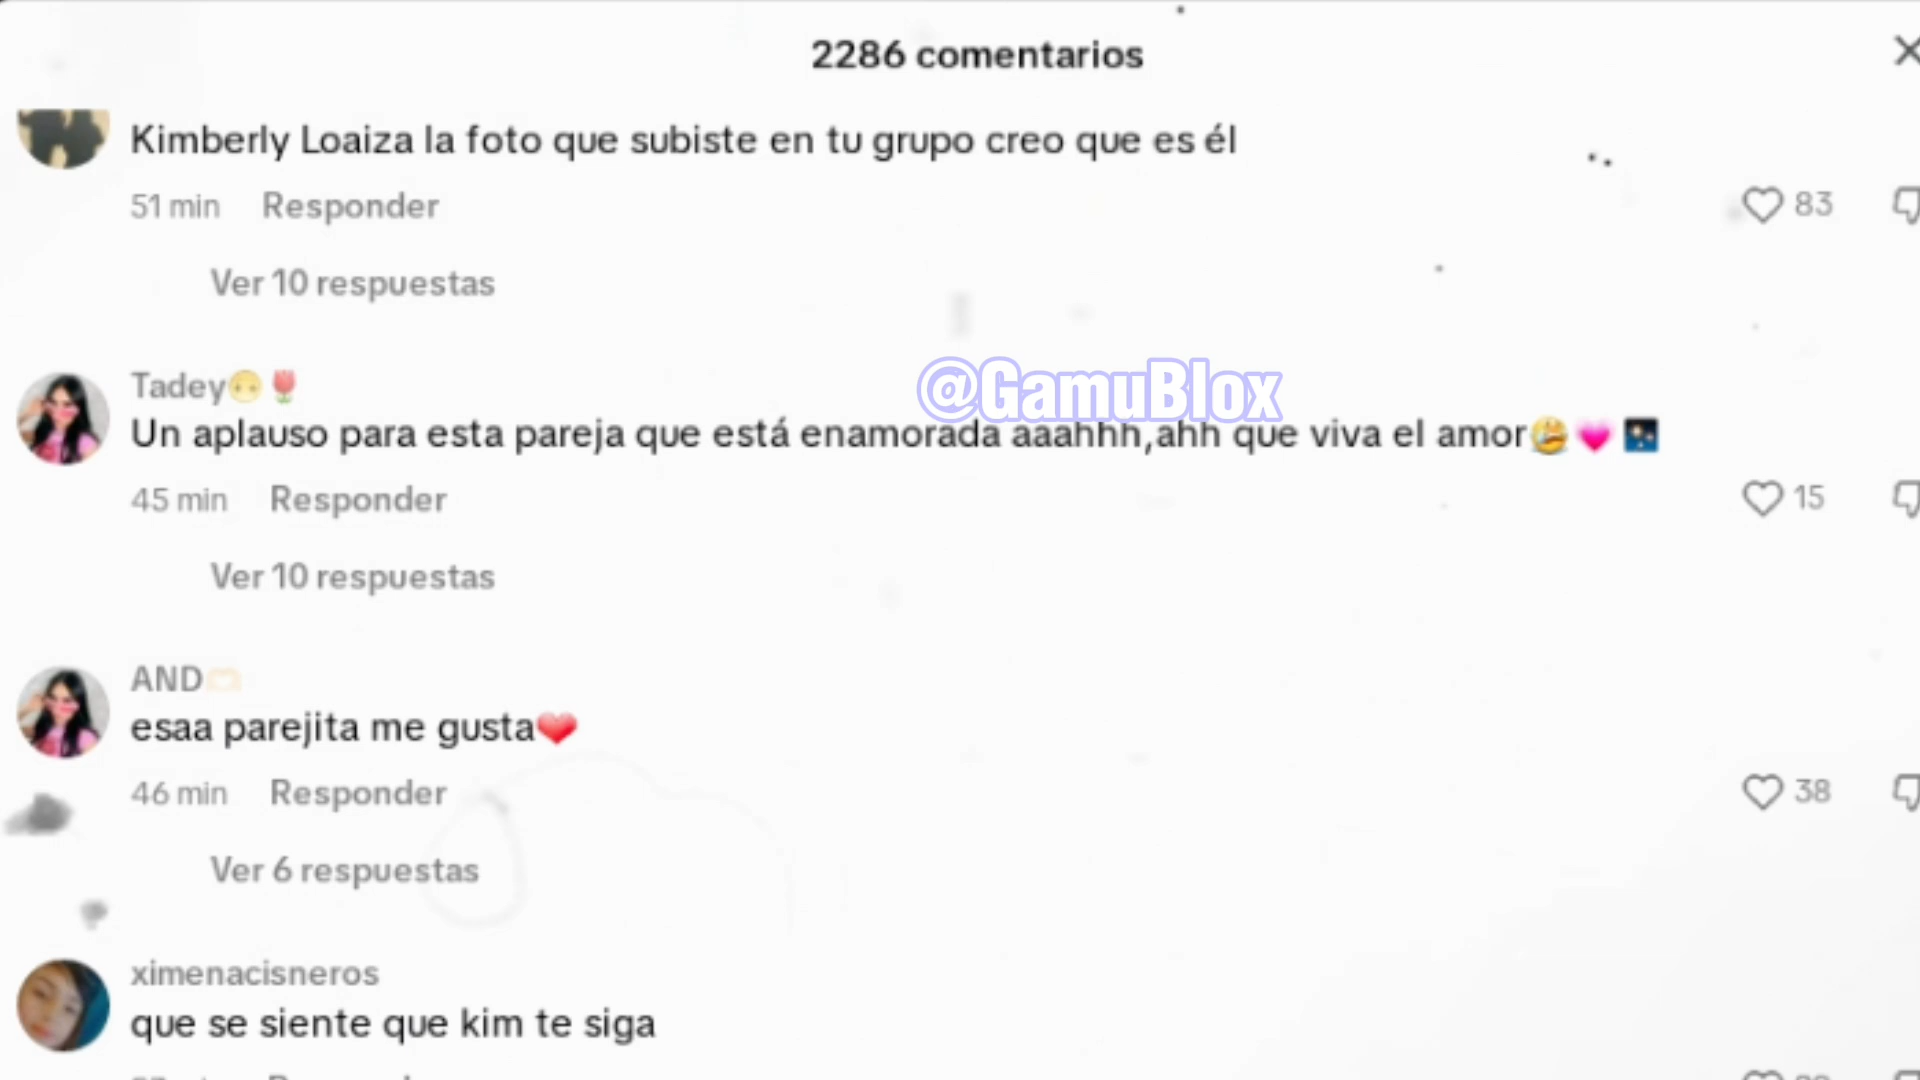 2286 comentarios
Kimberly Loaiza la foto que subiste en tu grupo creo que es él
51 min Responder 83
Ver 10 respuestas
Tadey😶🌷
@GamuBlox
Un aplauso para esta pareja que está enamorada aaahhh,ahh que viva el amor😭💗🎇
45 min Responder 15
Ver 10 respuestas
AND🫶🏻
esaa parejita me gusta❤
46 min Responder 38
Ver 6 respuestas
ximenacisneros
que se siente que kim te siga